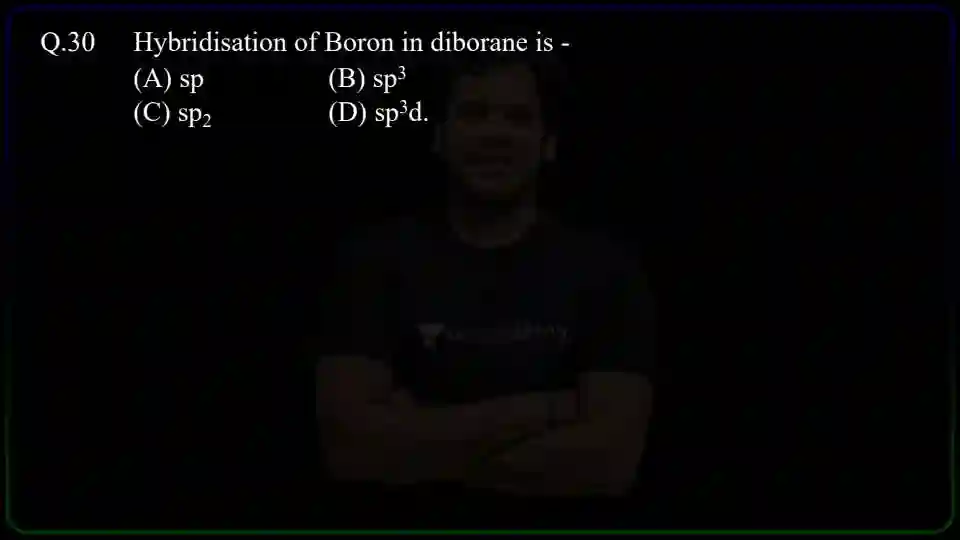 Q.30 Hybridisation of Boron in diborane is -
(A) sp (B) sp³
(C) sp₂ (D) sp³d.